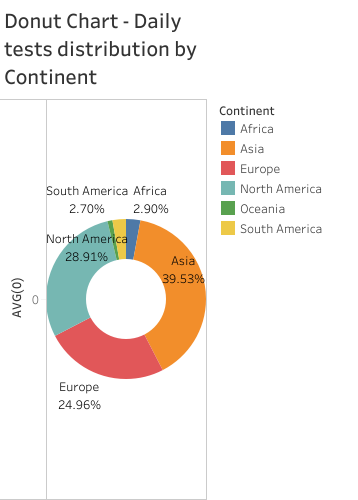 Donut Chart - Daily
tests distribution by
Continent
Continent
Africa
Asia
Europe
North America
Oceania
South America
South America
2.70%
Africa
2.90%
North America
28.91%
Asia
39.53%
AVG(0)
0
Europe
24.96%